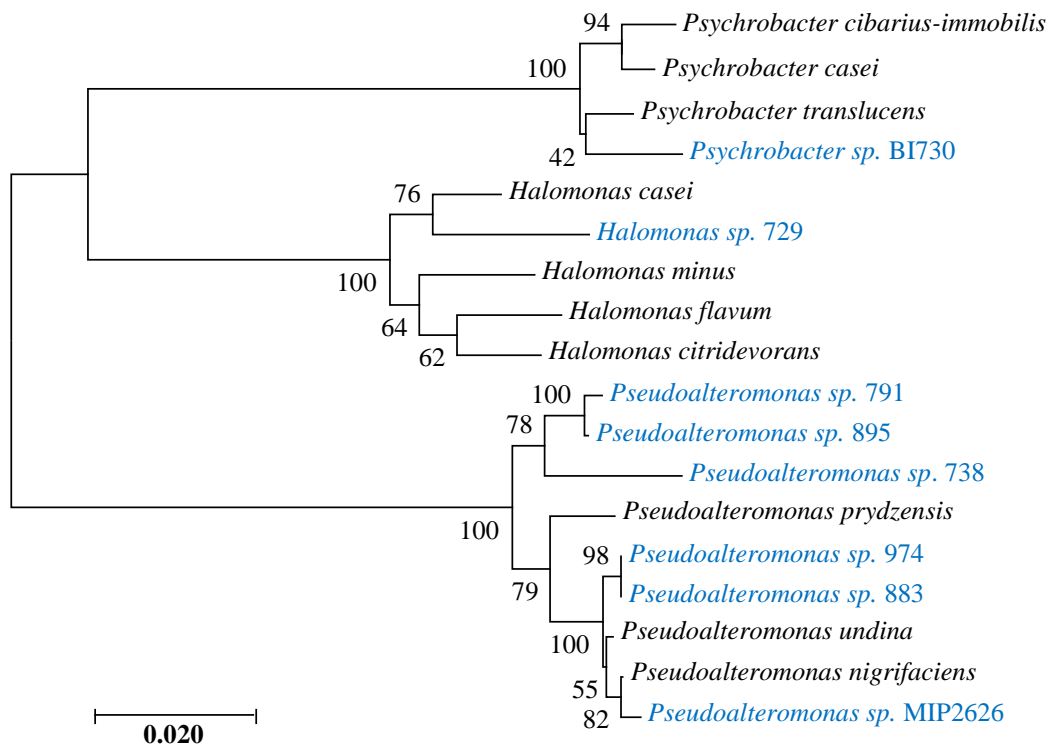 94
Psychrobacter cibarius-immobilis
100
Psychrobacter casei
Psychrobacter translucens
42
Psychrobacter sp. BI730
76
Halomonas casei
Halomonas sp. 729
100
Halomonas minus
64
Halomonas flavum
62
Halomonas citridevorans
100
Pseudoalteromonas sp. 791
78
Pseudoalteromonas sp. 895
Pseudoalteromonas sp. 738
100
Pseudoalteromonas prydzensis
98
Pseudoalteromonas sp. 974
79
Pseudoalteromonas sp. 883
100
Pseudoalteromonas undina
Pseudoalteromonas nigrifaciens
55
82
Pseudoalteromonas sp. MIP2626
0.020